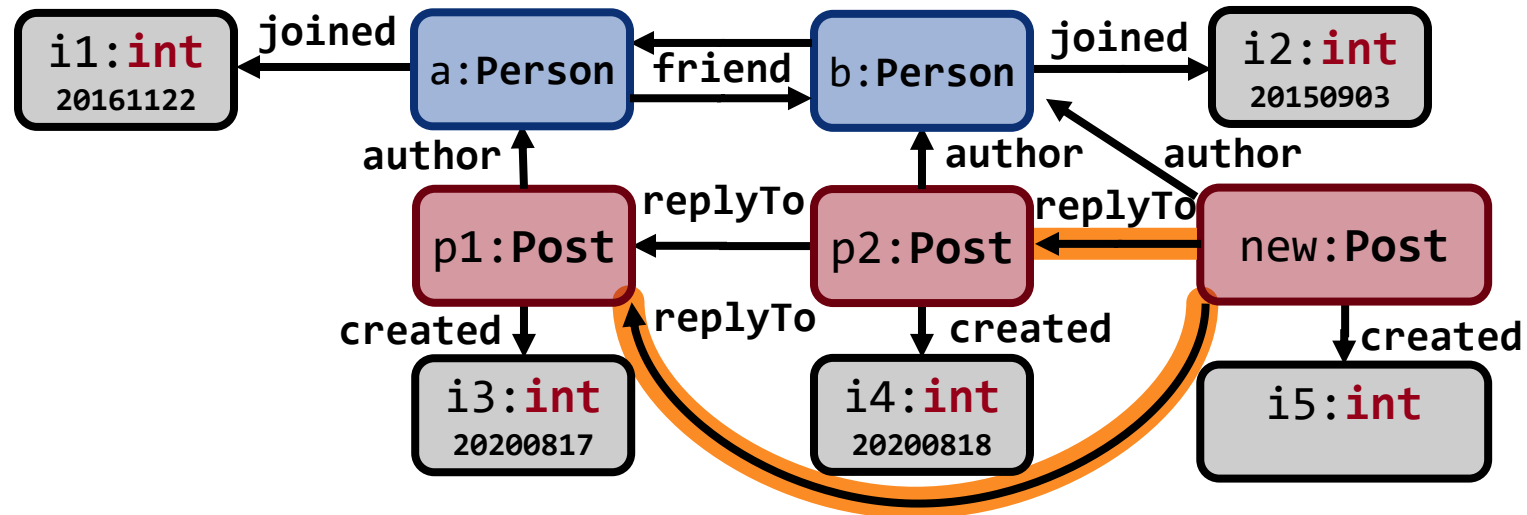 i1:int
20161122
joined
a:Person
friend
b:Person
joined
i2:int
20150903
author
author
author
p1:Post
replyTo
p2:Post
replyTo
new:Post
created
replyTo
created
created
i3:int
20200817
i4:int
20200818
i5:int